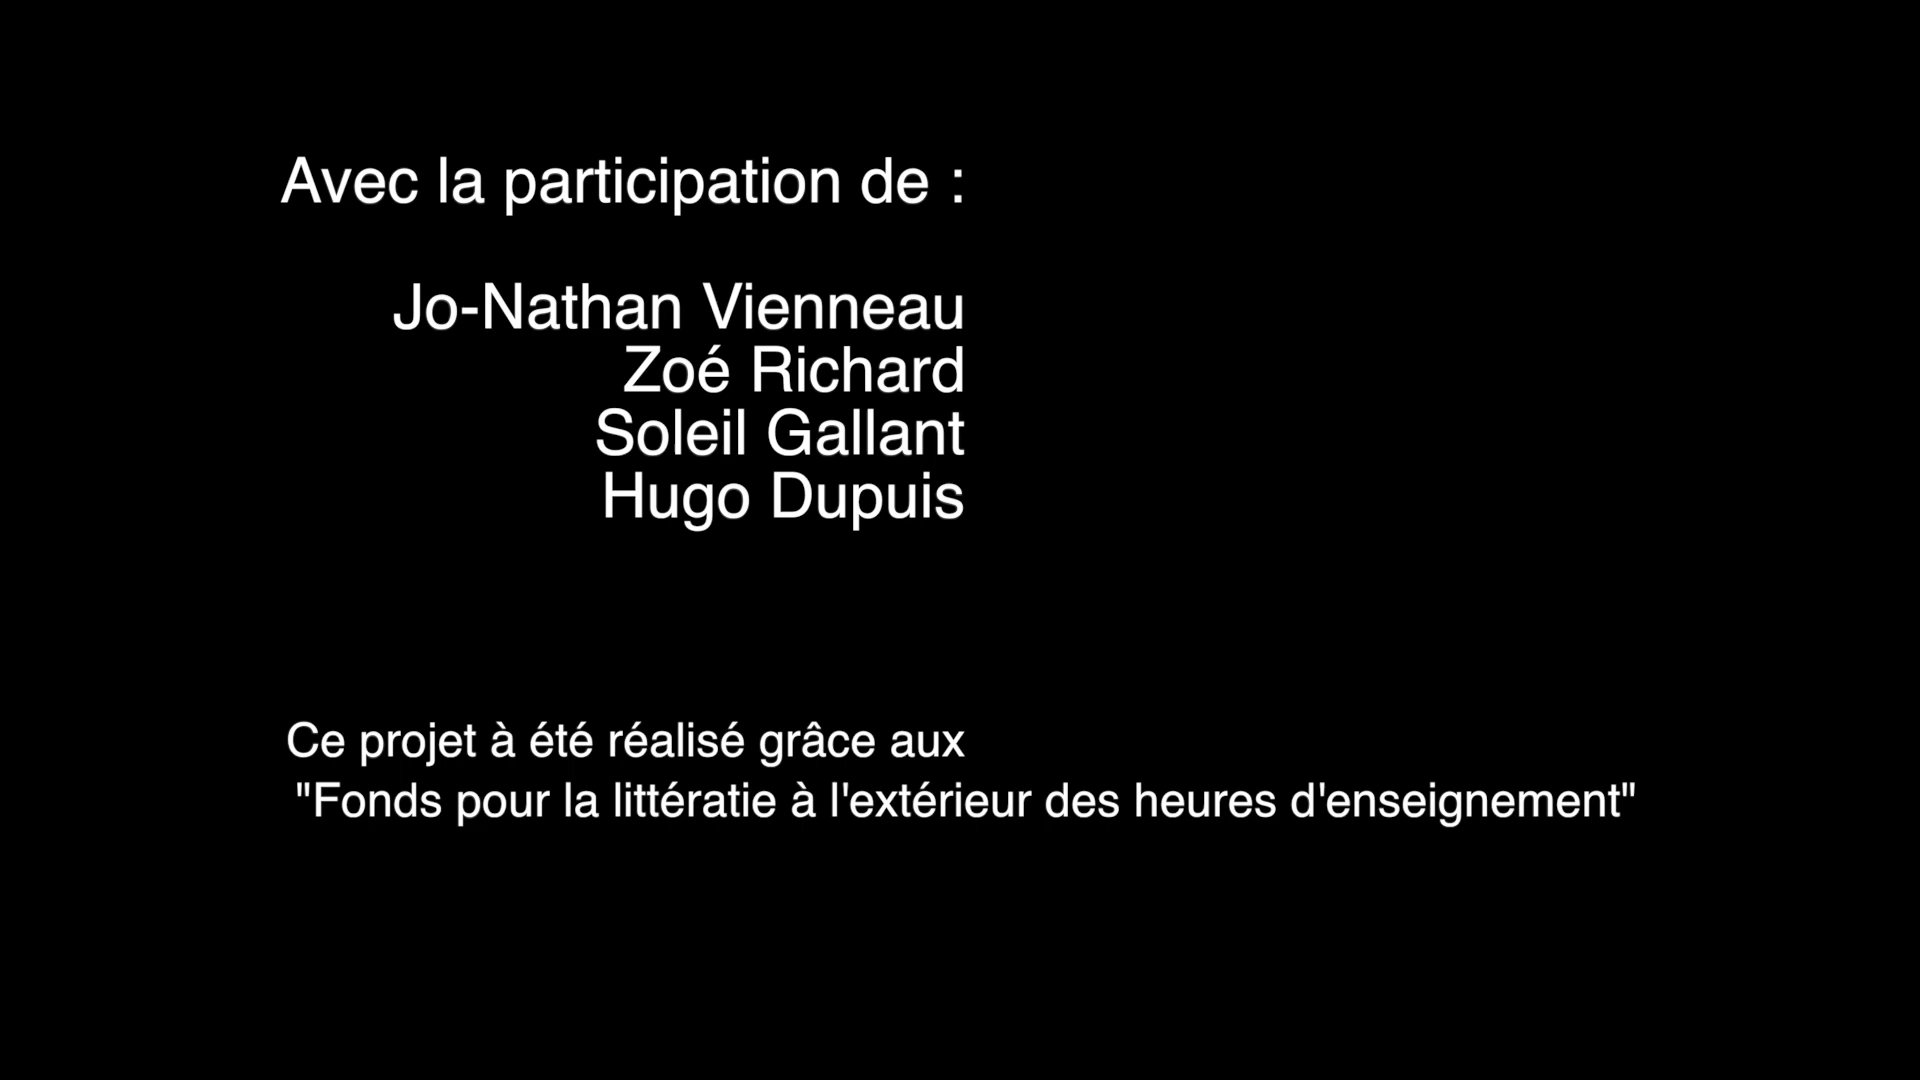 Avec la participation de :
Jo-Nathan Vienneau
Zoé Richard
Soleil Gallant
Hugo Dupuis
Ce projet à été réalisé grâce aux
"Fonds pour la littératie à l'extérieur des heures d'enseignement"